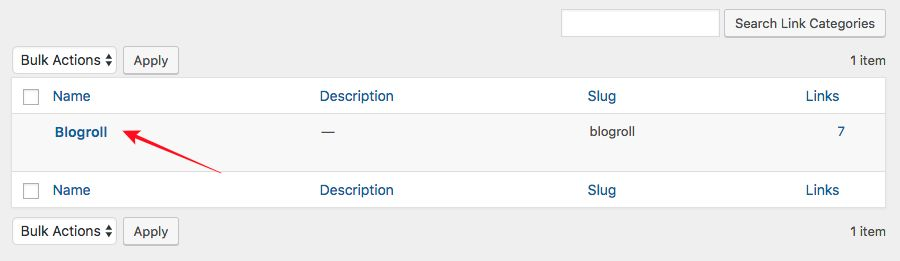 Search Link Categories
Bulk Actions Apply 1 item
Name Description Slug Links
Blogroll — blogroll 7
Name Description Slug Links
Bulk Actions Apply 1 item